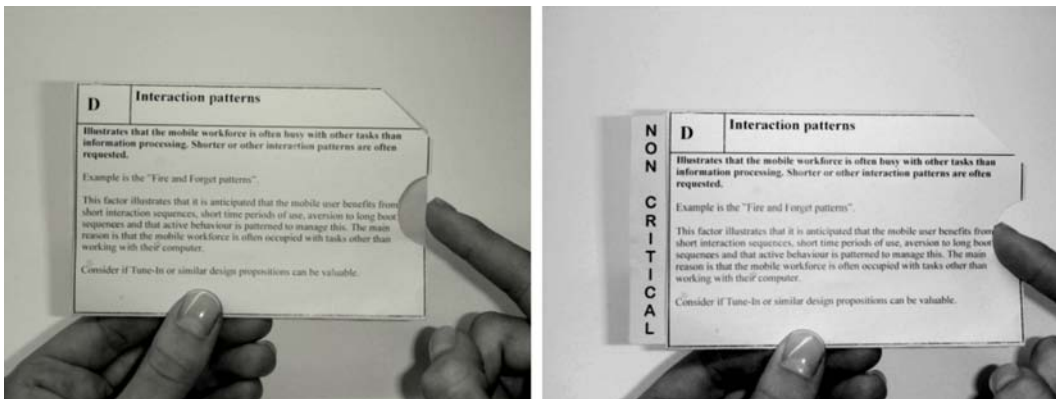 D
Interaction patterns
Illustrates that the mobile workforce is often busy with other tasks than
information processing. Shorter or other interaction patterns are often
requested.
Example is the "Fire and Forget patterns".
This factor illustrates that it is anticipated that the mobile user benefits from
short interaction sequences, short time periods of use, aversion to long boot
sequences and that active behaviour is patterned to manage this. The main
reason is that the mobile workforce is often occupied with tasks other than
working with their computer.
Consider if Tune-In or similar design propositions can be valuable.
NON CRITICAL
D
Interaction patterns
Illustrates that the mobile workforce is often busy with other tasks than
information processing. Shorter or other interaction patterns are often
requested.
Example is the "Fire and Forget patterns".
This factor illustrates that it is anticipated that the mobile user benefits from
short interaction sequences, short time periods of use, aversion to long boot
sequences and that active behaviour is patterned to manage this. The main
reason is that the mobile workforce is often occupied with tasks other than
working with their computer.
Consider if Tune-In or similar design propositions can be valuable.